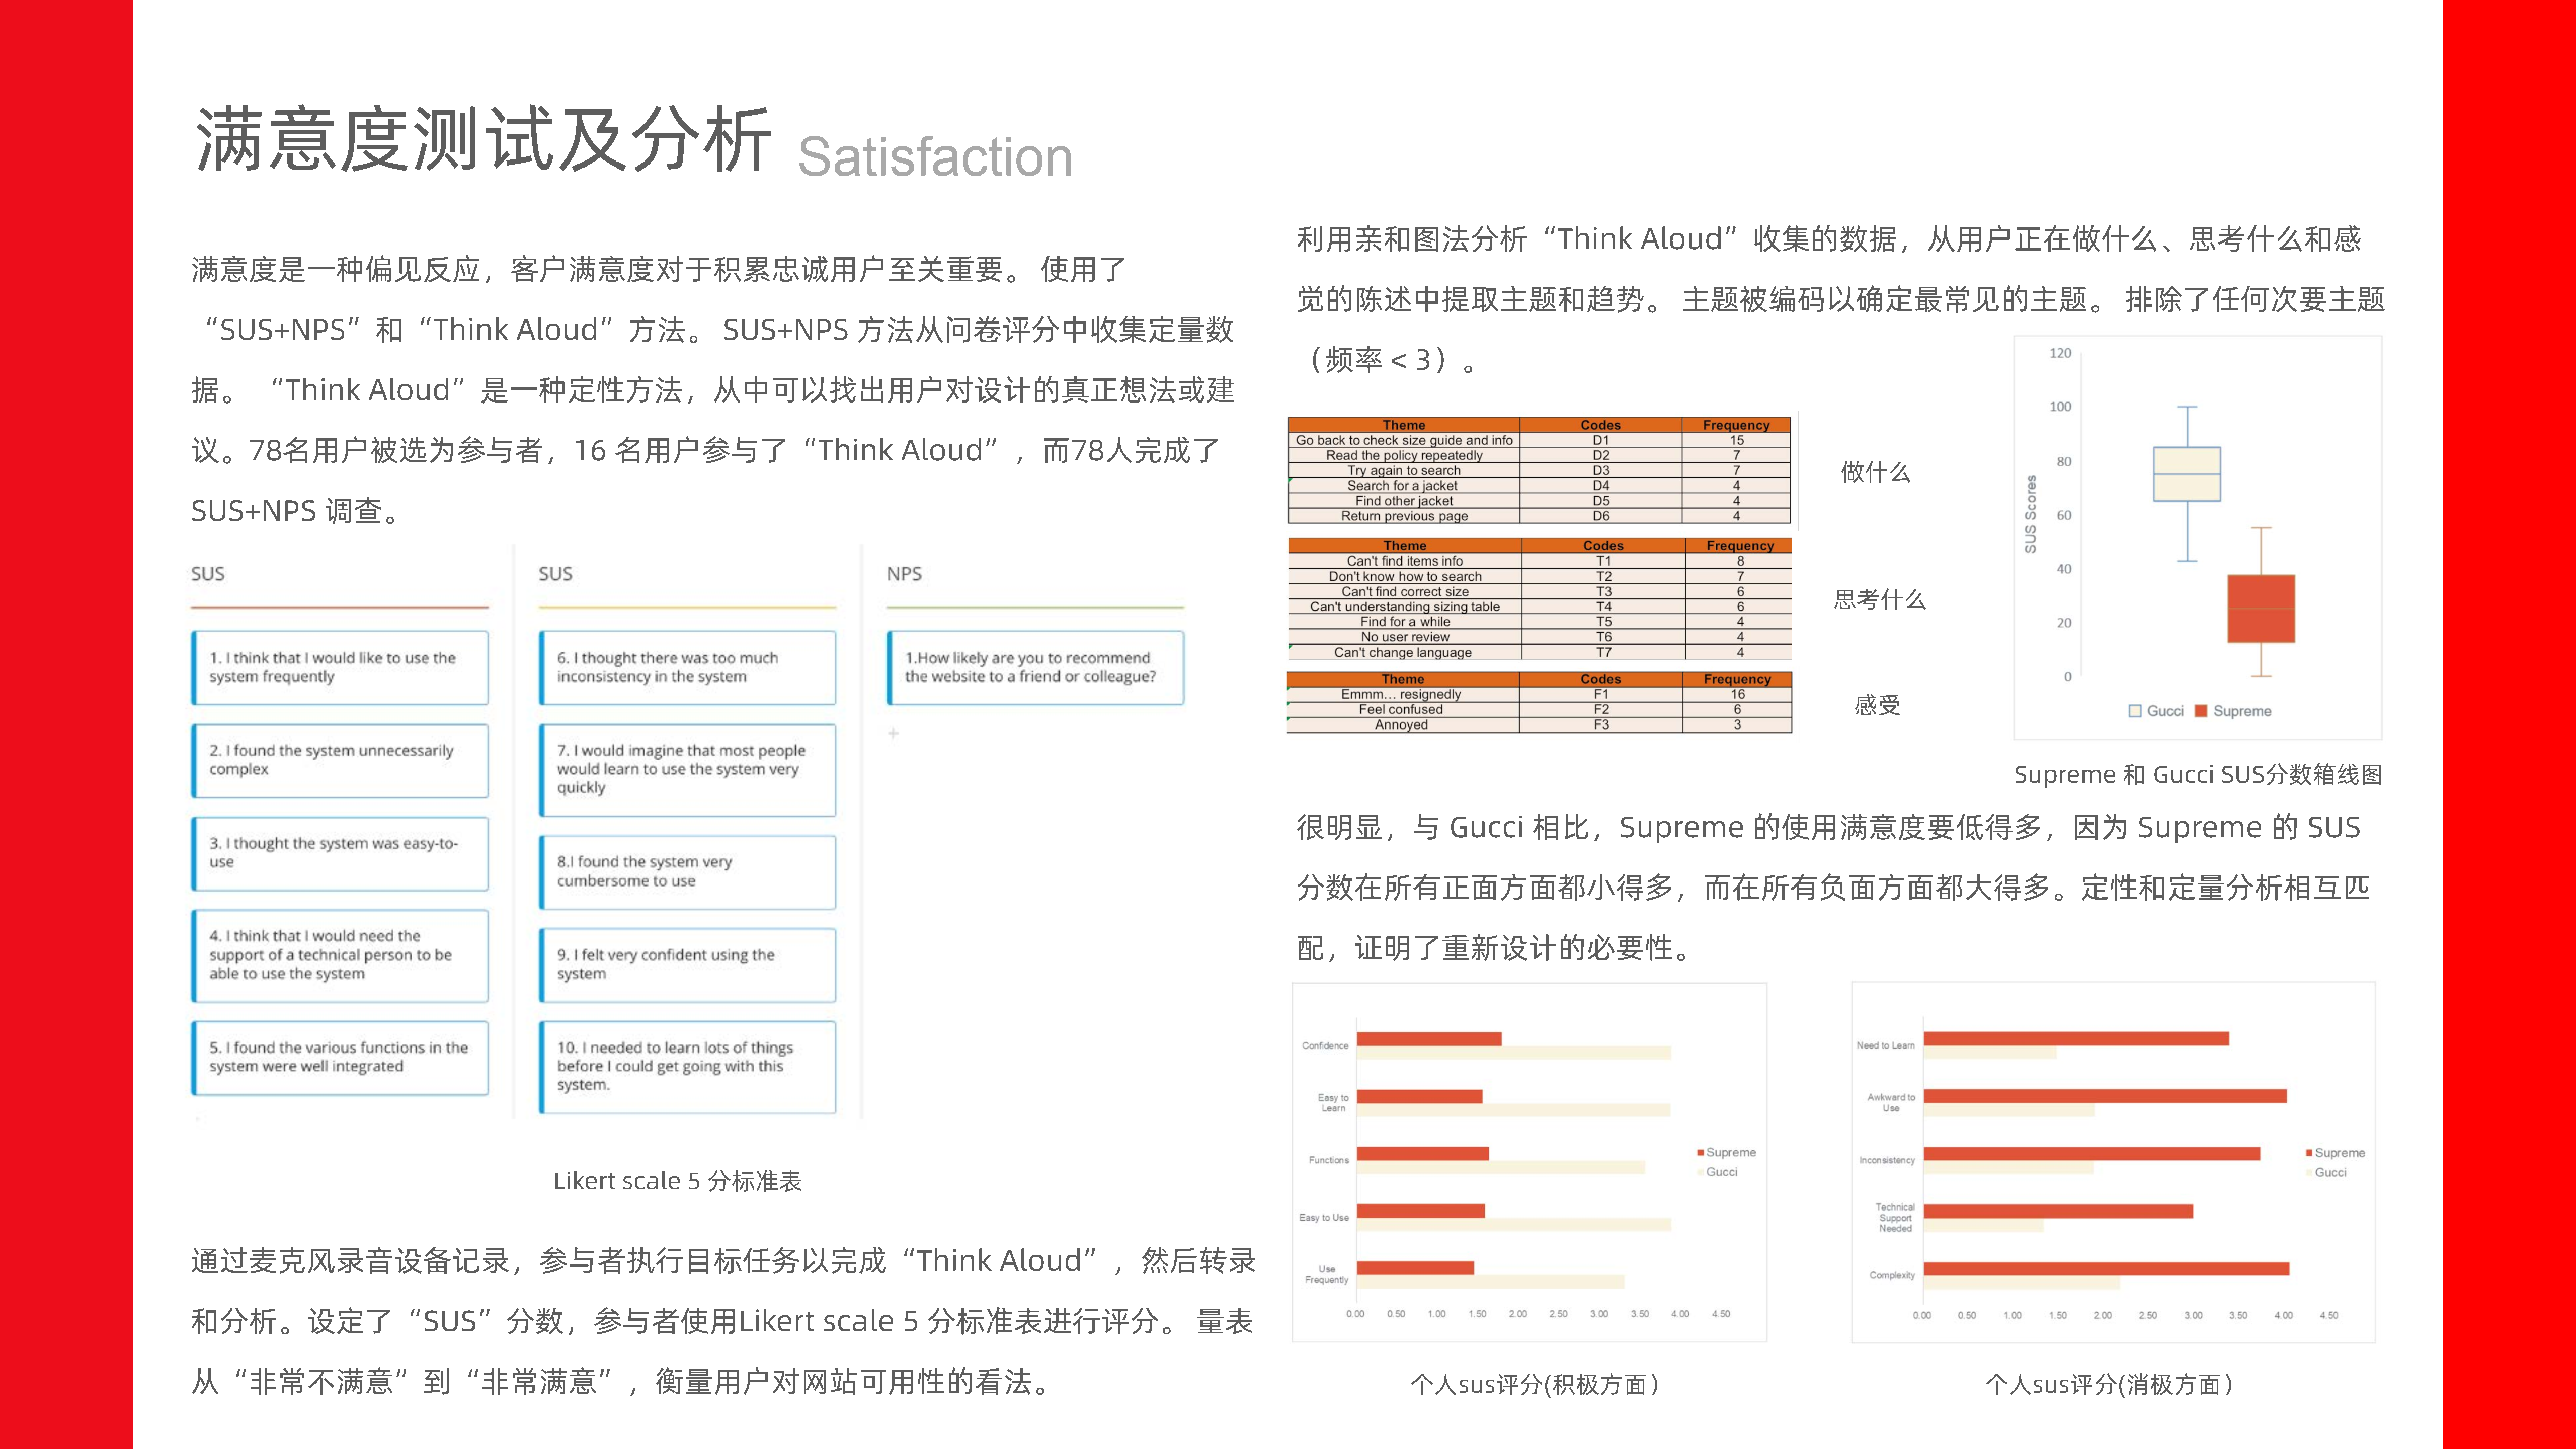 满意度测试及分析 Satisfaction
满意度是一种偏见反应，客户满意度对于积累忠诚用户至关重要。 使用了
“SUS+NPS”和“Think Aloud”方法。 SUS+NPS 方法从问卷评分中收集定量数
据。 “Think Aloud”是一种定性方法，从中可以找出用户对设计的真正想法或建
议。78名用户被选为参与者，16 名用户参与了“Think Aloud”，而78人完成了
SUS+NPS 调查。
SUS
1. I think that I would like to use the
system frequently
2. I found the system unnecessarily
complex
3. I thought the system was easy-to-
use
4. I think that I would need the
support of a technical person to be
able to use the system
5. I found the various functions in the
system were well integrated
SUS
6. I thought there was too much
inconsistency in the system
7. I would imagine that most people
would learn to use the system very
quickly
8.I found the system very
cumbersome to use
9. I felt very confident using the
system
10. I needed to learn lots of things
before I could get going with this
system.
NPS
1.How likely are you to recommend
the website to a friend or colleague?
Likert scale 5 分标准表
通过麦克风录音设备记录，参与者执行目标任务以完成“Think Aloud”，然后转录
和分析。设定了“SUS”分数，参与者使用Likert scale 5 分标准表进行评分。 量表
从“非常不满意”到“非常满意”，衡量用户对网站可用性的看法。
利用亲和图法分析“Think Aloud”收集的数据，从用户正在做什么、思考什么和感
觉的陈述中提取主题和趋势。 主题被编码以确定最常见的主题。 排除了任何次要主题
（频率 < 3）。
Theme Codes Frequency
Go back to check size guide and info D1 15
Read the policy repeatedly D2 7
Try again to search D3 7
Search for a jacket D4 4
Find other jacket D5 4
Return previous page D6 4
做什么
Theme Codes Frequency
Can't find items info T1 8
Don't know how to search T2 7
Can't find correct size T3 6
Can't understanding sizing table T4 6
Find for a while T5 4
No user review T6 4
Can't change language T7 4
思考什么
Theme Codes Frequency
Emmm... resignedly F1 16
Feel confused F2 6
Annoyed F3 3
感受
SUS Scores
120
100
80
60
40
20
0
Gucci Supreme
Supreme 和 Gucci SUS分数箱线图
很明显，与 Gucci 相比，Supreme 的使用满意度要低得多，因为 Supreme 的 SUS
分数在所有正面方面都小得多，而在所有负面方面都大得多。定性和定量分析相互匹
配，证明了重新设计的必要性。
Confidence
Easy to
Learn
Functions
Easy to Use
Use
Frequently
0.00 0.50 1.00 1.50 2.00 2.50 3.00 3.50 4.00 4.50
Supreme
Gucci
个人sus评分(积极方面）
Need to Learn
Awkward to
Use
Inconsistency
Technical
Support
Needed
Complexity
0.00 0.50 1.00 1.50 2.00 2.50 3.00 3.50 4.00 4.50
Supreme
Gucci
个人sus评分(消极方面）